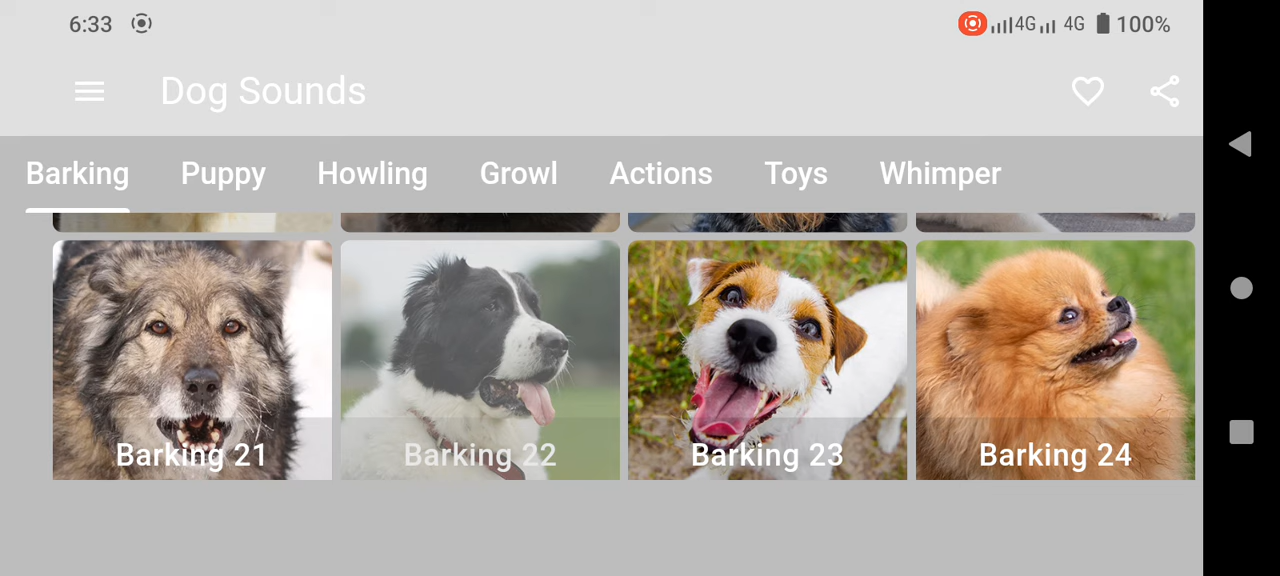 6:33 4G 4G 100%
Dog Sounds
Barking Puppy Howling Growl Actions Toys Whimper
Barking 21 Barking 22 Barking 23 Barking 24